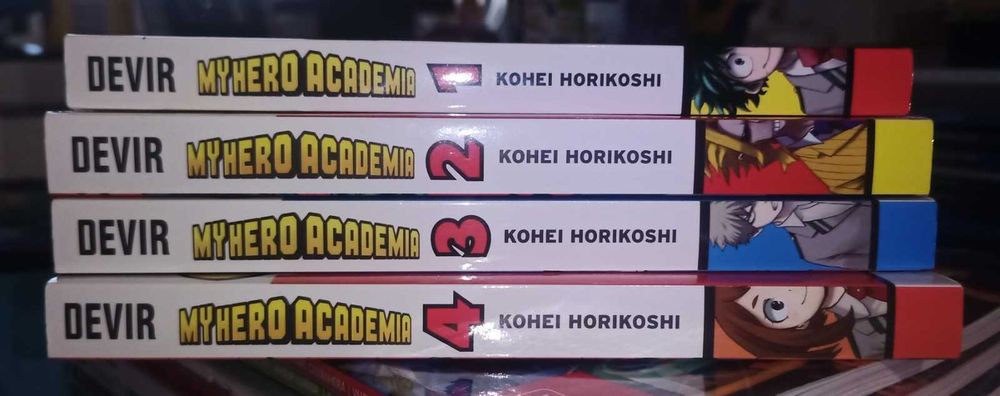 DEVIR MY HERO ACADEMIA 1 KOHEI HORIKOSHI
DEVIR MY HERO ACADEMIA 2 KOHEI HORIKOSHI
DEVIR MY HERO ACADEMIA 3 KOHEI HORIKOSHI
DEVIR MY HERO ACADEMIA 4 KOHEI HORIKOSHI